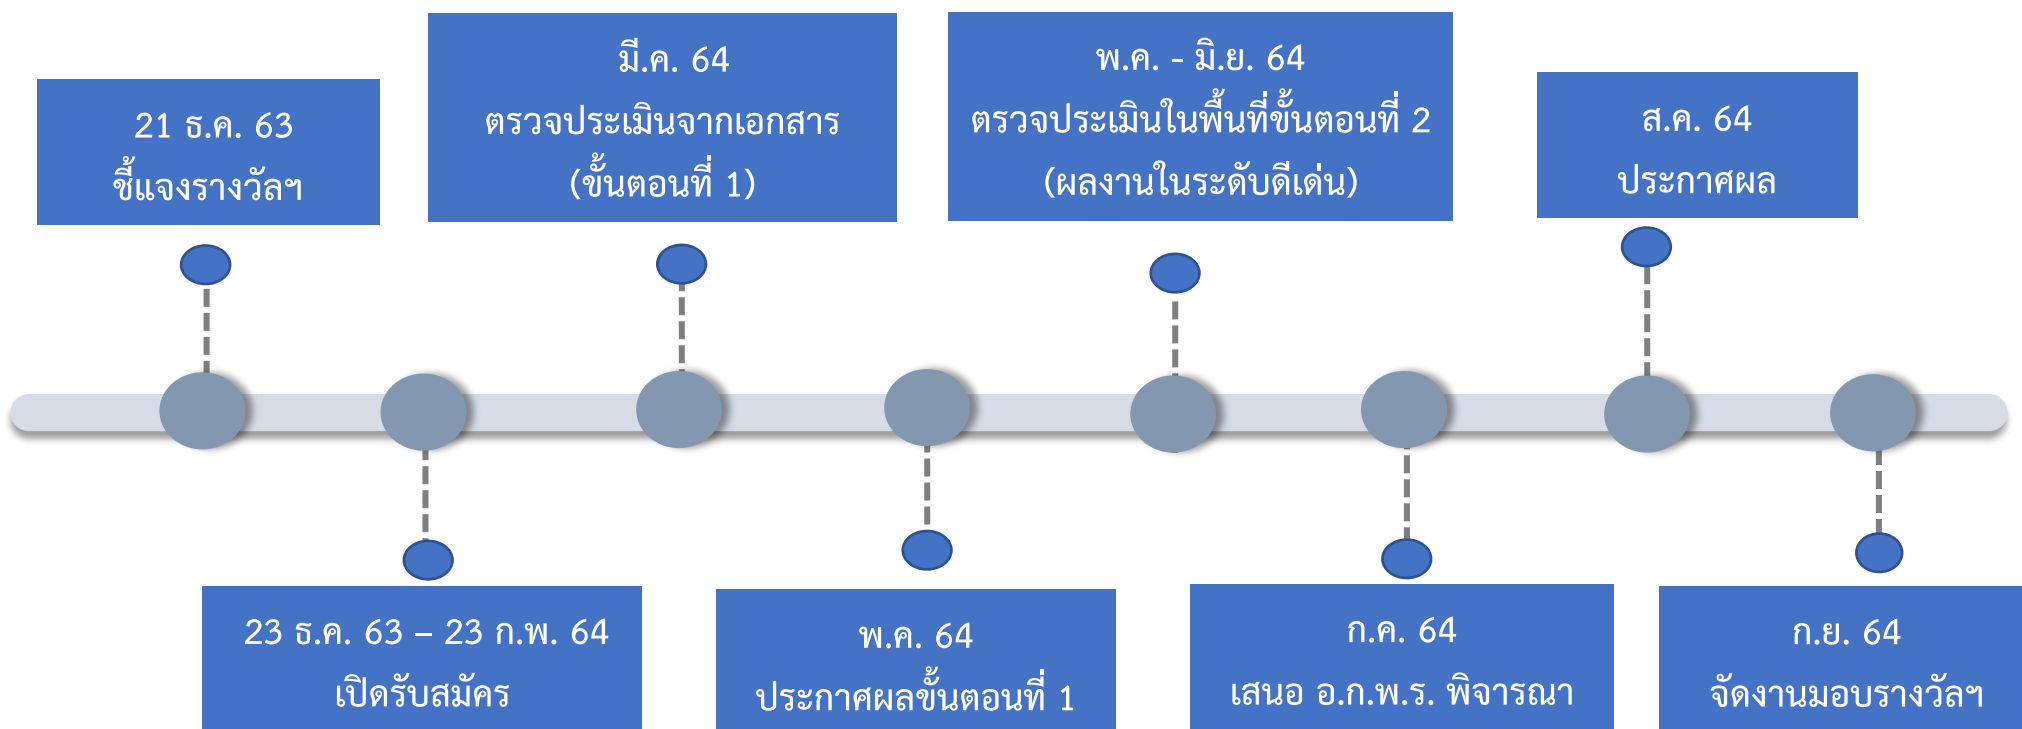 21 ธ.ค. 63
ชี้แจงรางวัลฯ
23 ธ.ค. 63 – 23 ก.พ. 64
เปิดรับสมัคร
มี.ค. 64
ตรวจประเมินจากเอกสาร
(ขั้นตอนที่ 1)
พ.ค. 64
ประกาศผลขั้นตอนที่ 1
พ.ค. - มิ.ย. 64
ตรวจประเมินในพื้นที่ขั้นตอนที่ 2
(ผลงานในระดับดีเด่น)
ก.ค. 64
เสนอ อ.ก.พ.ร. พิจารณา
ส.ค. 64
ประกาศผล
ก.ย. 64
จัดงานมอบรางวัลฯ